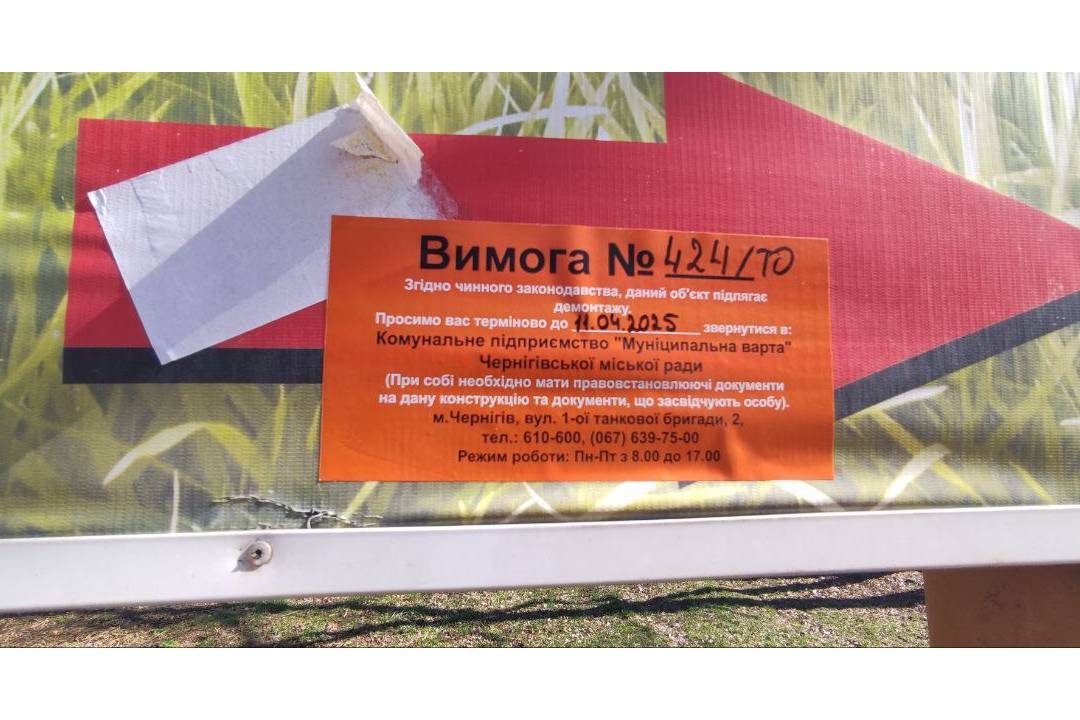 Вимога № 424/ТО
Згідно чинного законодавства, даний об'єкт підлягає
демонтажу.
Просимо вас терміново до 11.04.2025 звернутися в:
Комунальне підприємство "Муніципальна варта"
Чернігівської міської ради
(При собі необхідно мати правовстановлюючі документи
на дану конструкцію та документи, що засвідчують особу).
м.Чернігів, вул. 1-ої танкової бригади, 2,
тел.: 610-600, (067) 639-75-00
Режим роботи: Пн-Пт з 8.00 до 17.00